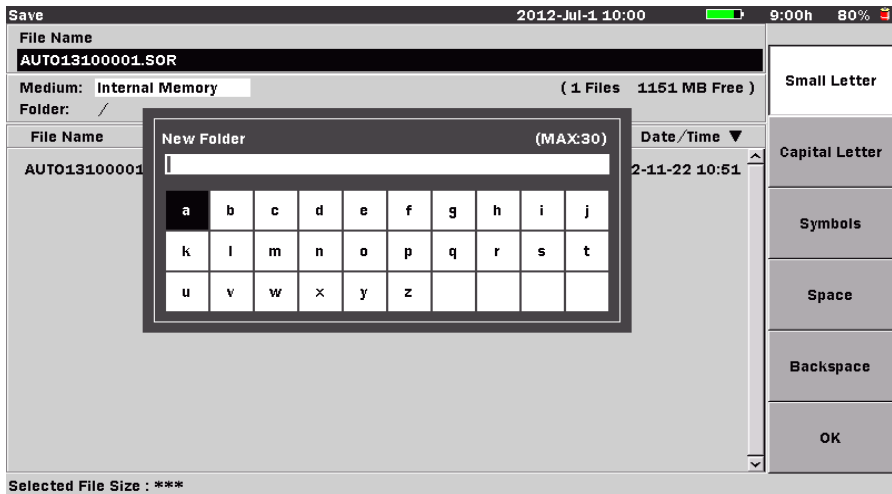 Save 2012-Jul-1 10:00 9:00h 80%
File Name
AUTO13100001.SOR
Medium: Internal Memory (1 Files 1151 MB Free)
Folder: /
File Name Date/Time ▼
AUTO13100001 2-11-22 10:51
New Folder (MAX:30)
a b c d e f g h i j
k l m n o p q r s t
u v w x y z
Small Letter
Capital Letter
Symbols
Space
Backspace
OK
Selected File Size : ***